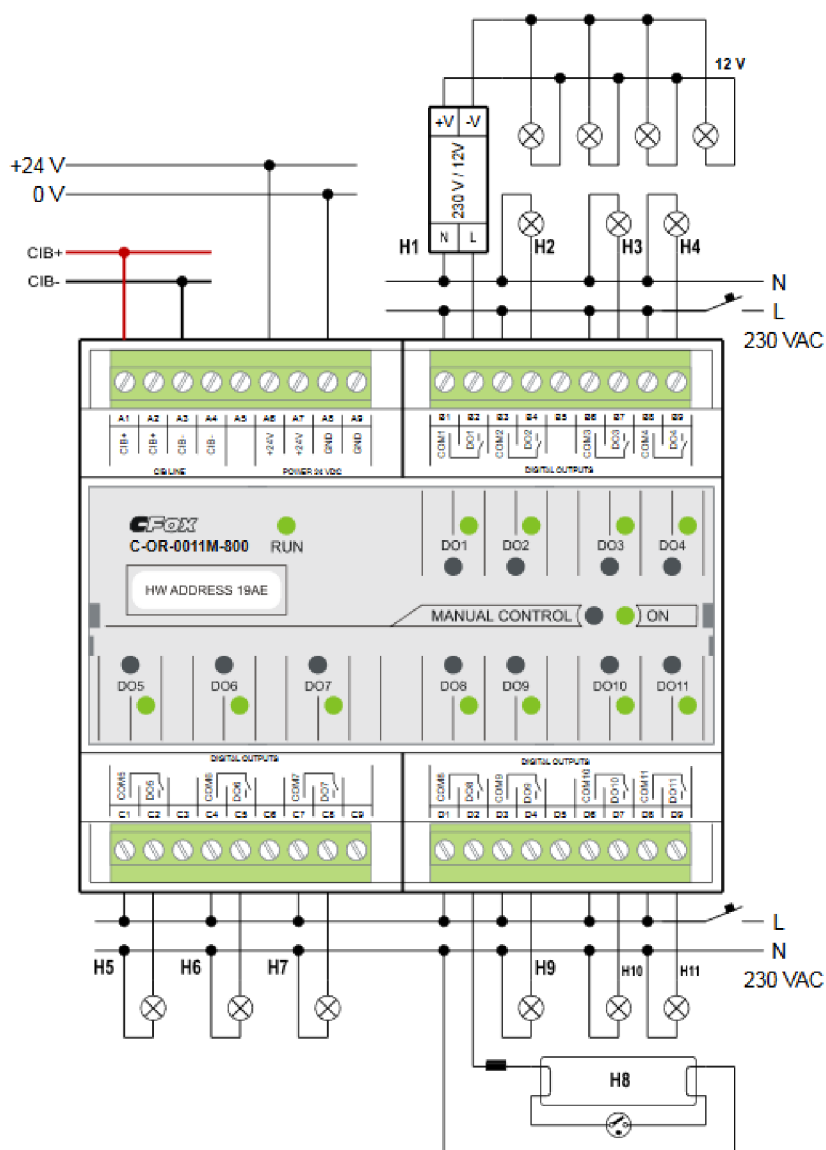 12 V
+V -V
230 V / 12V
N L
+24 V
0 V
CIB+
CIB-
H1 H2 H3 H4
N
L
230 VAC
A1 A2 A3 A4 A5 A6 A7 A8 A9
B1 B2 B3 B4 B5 B6 B7 B8 B9
CIB+ CIB+ CIB- CIB- +24V +24V GND GND
COM1 DO1 COM2 DO2 COM3 DO3 COM4 DO4
CIB LINE POWER 24 VDC
DIGITAL OUTPUTS
CFox
C-OR-0011M-800 RUN
DO1 DO2 DO3 DO4
HW ADDRESS 19AE
MANUAL CONTROL ( ) ON
DO5 DO6 DO7 DO8 DO9 DO10 DO11
DIGITAL OUTPUTS DIGITAL OUTPUTS
COM5 DO5 COM6 DO6 COM7 DO7
COM8 DO8 COM9 DO9 COM10 DO10 COM11 DO11
C1 C2 C3 C4 C5 C6 C7 C8 C9
D1 D2 D3 D4 D5 D6 D7 D8 D9
L
N
230 VAC
H5 H6 H7 H9 H10 H11
H8